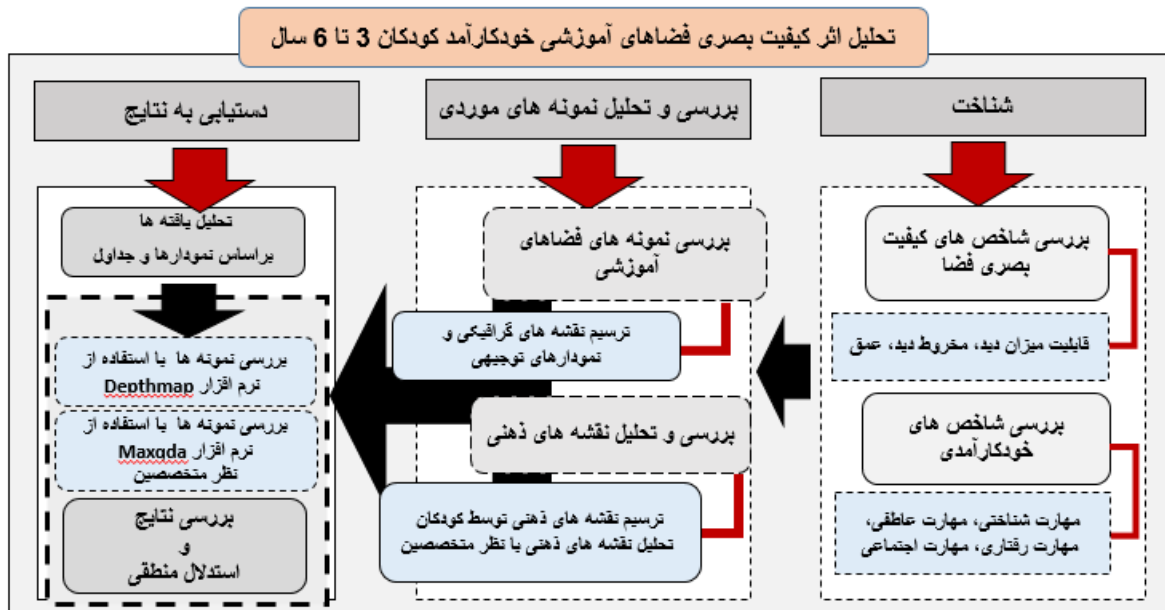 تحلیل اثر کیفیت بصری فضاهای آموزشی خودکارآمد کودکان 3 تا 6 سال
شناخت
بررسی شاخص های کیفیت
بصری فضا
قابلیت میزان دید، مخروط دید، عمق
بررسی شاخص های
خودکارآمدی
مهارت شناختی، مهارت عاطفی،
مهارت رفتاری، مهارت اجتماعی
بررسی و تحلیل نمونه های موردی
بررسی نمونه های فضاهای
آموزشی
ترسیم نقشه های گرافیکی و
نمودارهای توجیهی
بررسی و تحلیل نقشه های ذهنی
ترسیم نقشه های ذهنی توسط کودکان
تحلیل نقشه های ذهنی با نظر متخصصین
دستیابی به نتایج
تحلیل یافته ها
براساس نمودارها و جداول
بررسی نمونه ها با استفاده از
نرم افزار Depthmap
بررسی نمونه ها با استفاده از
نرم افزار Maxqda
نظر متخصصین
بررسی نتایج
و
استدلال منطقی